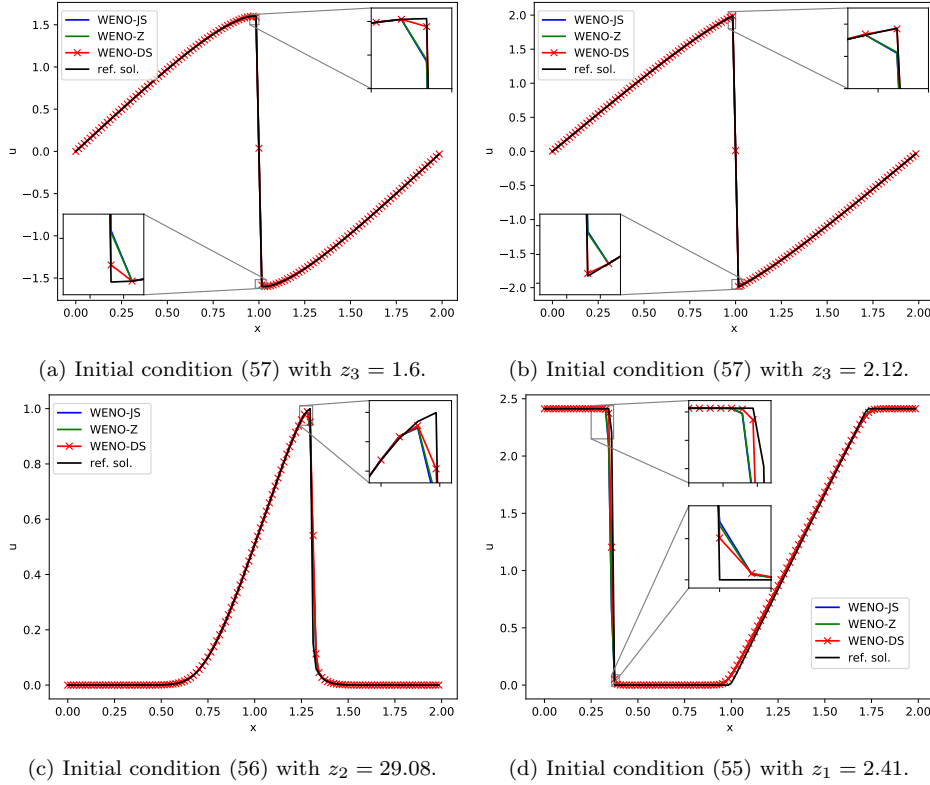 WENO-JS
WENO-Z
WENO-DS
ref. sol.
1.5
1.0
0.5
0.0
−0.5
−1.0
−1.5
u
0.00 0.25 0.50 0.75 1.00 1.25 1.50 1.75 2.00
x
(a) Initial condition (57) with z3 = 1.6.
WENO-JS
WENO-Z
WENO-DS
ref. sol.
2.0
1.5
1.0
0.5
0.0
−0.5
−1.0
−1.5
−2.0
u
0.00 0.25 0.50 0.75 1.00 1.25 1.50 1.75 2.00
x
(b) Initial condition (57) with z3 = 2.12.
WENO-JS
WENO-Z
WENO-DS
ref. sol.
1.0
0.8
0.6
0.4
0.2
0.0
u
0.00 0.25 0.50 0.75 1.00 1.25 1.50 1.75 2.00
x
(c) Initial condition (56) with z2 = 29.08.
2.5
2.0
1.5
1.0
0.5
0.0
u
WENO-JS
WENO-Z
WENO-DS
ref. sol.
0.00 0.25 0.50 0.75 1.00 1.25 1.50 1.75 2.00
x
(d) Initial condition (55) with z1 = 2.41.